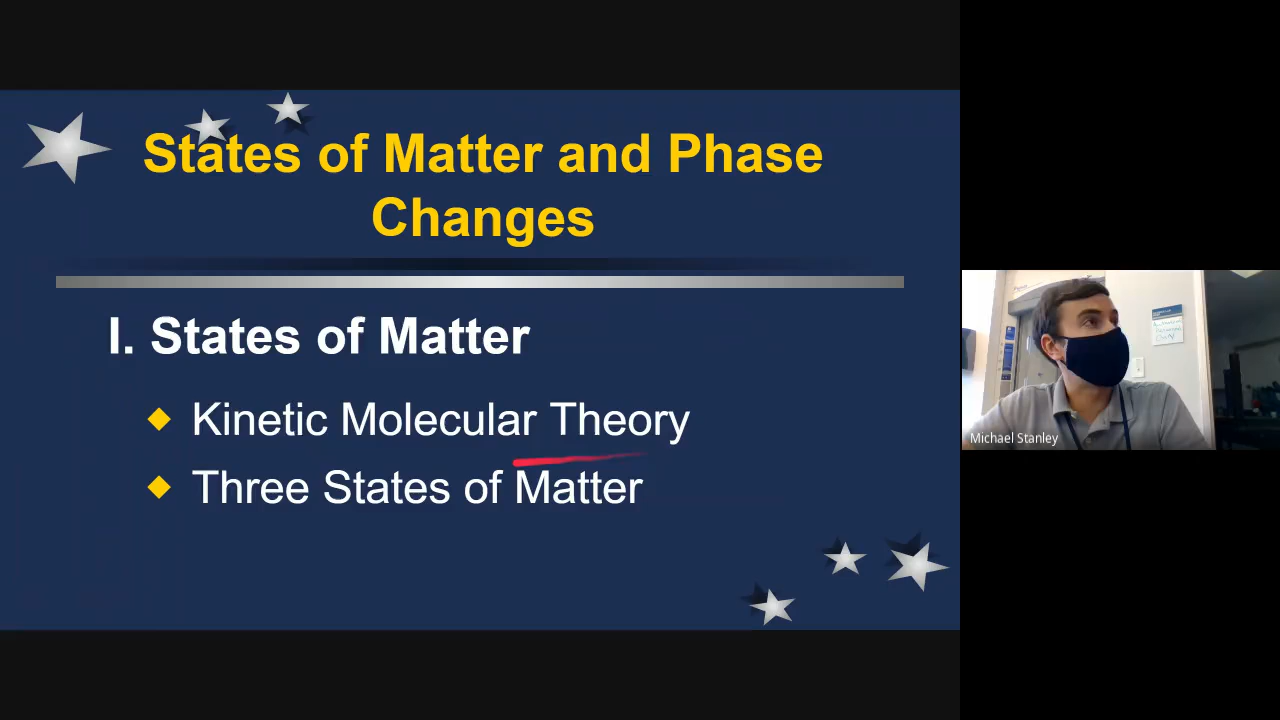 States of Matter and Phase
Changes
I. States of Matter
Kinetic Molecular Theory
Three States of Matter
Michael Stanley